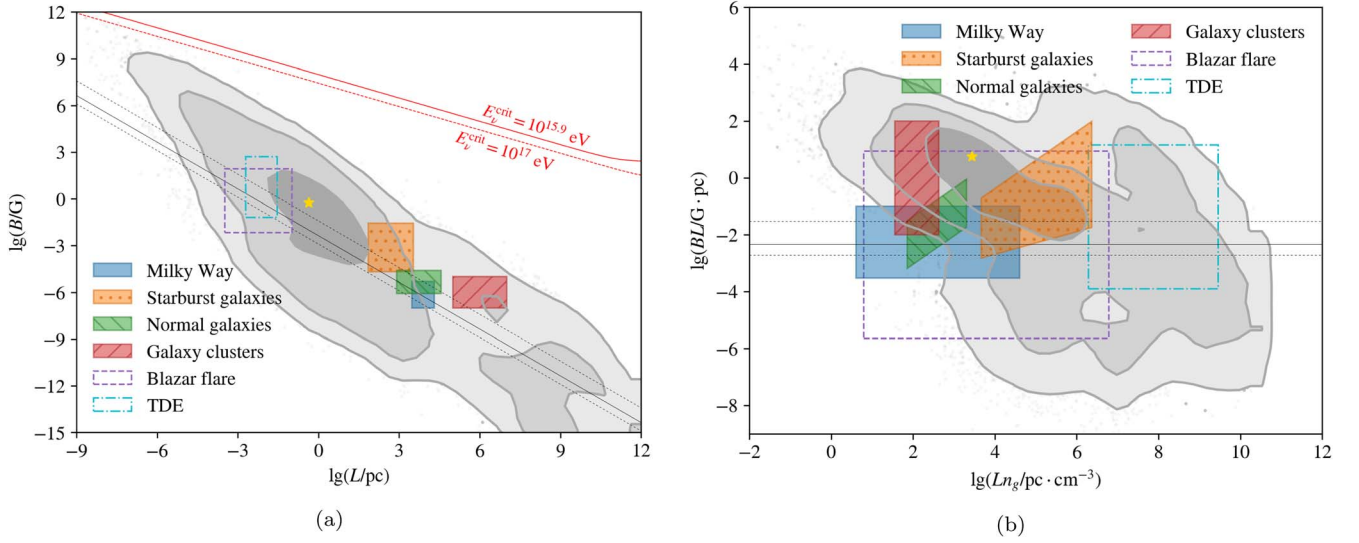 12
9
6
3
0
−3
−6
−9
−12
−15
lg(B/G)
E_ν^crit = 10^15.9 eV
E_ν^crit = 10^17 eV
Milky Way
Starburst galaxies
Normal galaxies
Galaxy clusters
Blazar flare
TDE
−9 −6 −3 0 3 6 9 12
lg(L/pc)
(a)
6
4
2
0
−2
−4
−6
−8
lg(BL/G · pc)
Milky Way
Starburst galaxies
Normal galaxies
Galaxy clusters
Blazar flare
TDE
−2 0 2 4 6 8 10 12
lg(Ln_g/pc · cm^−3)
(b)